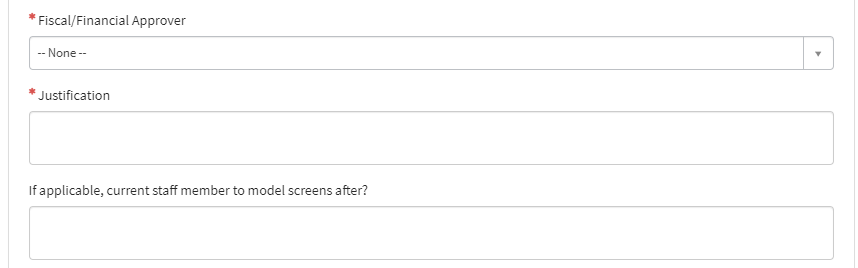 * Fiscal/Financial Approver
-- None --
* Justification
If applicable, current staff member to model screens after?